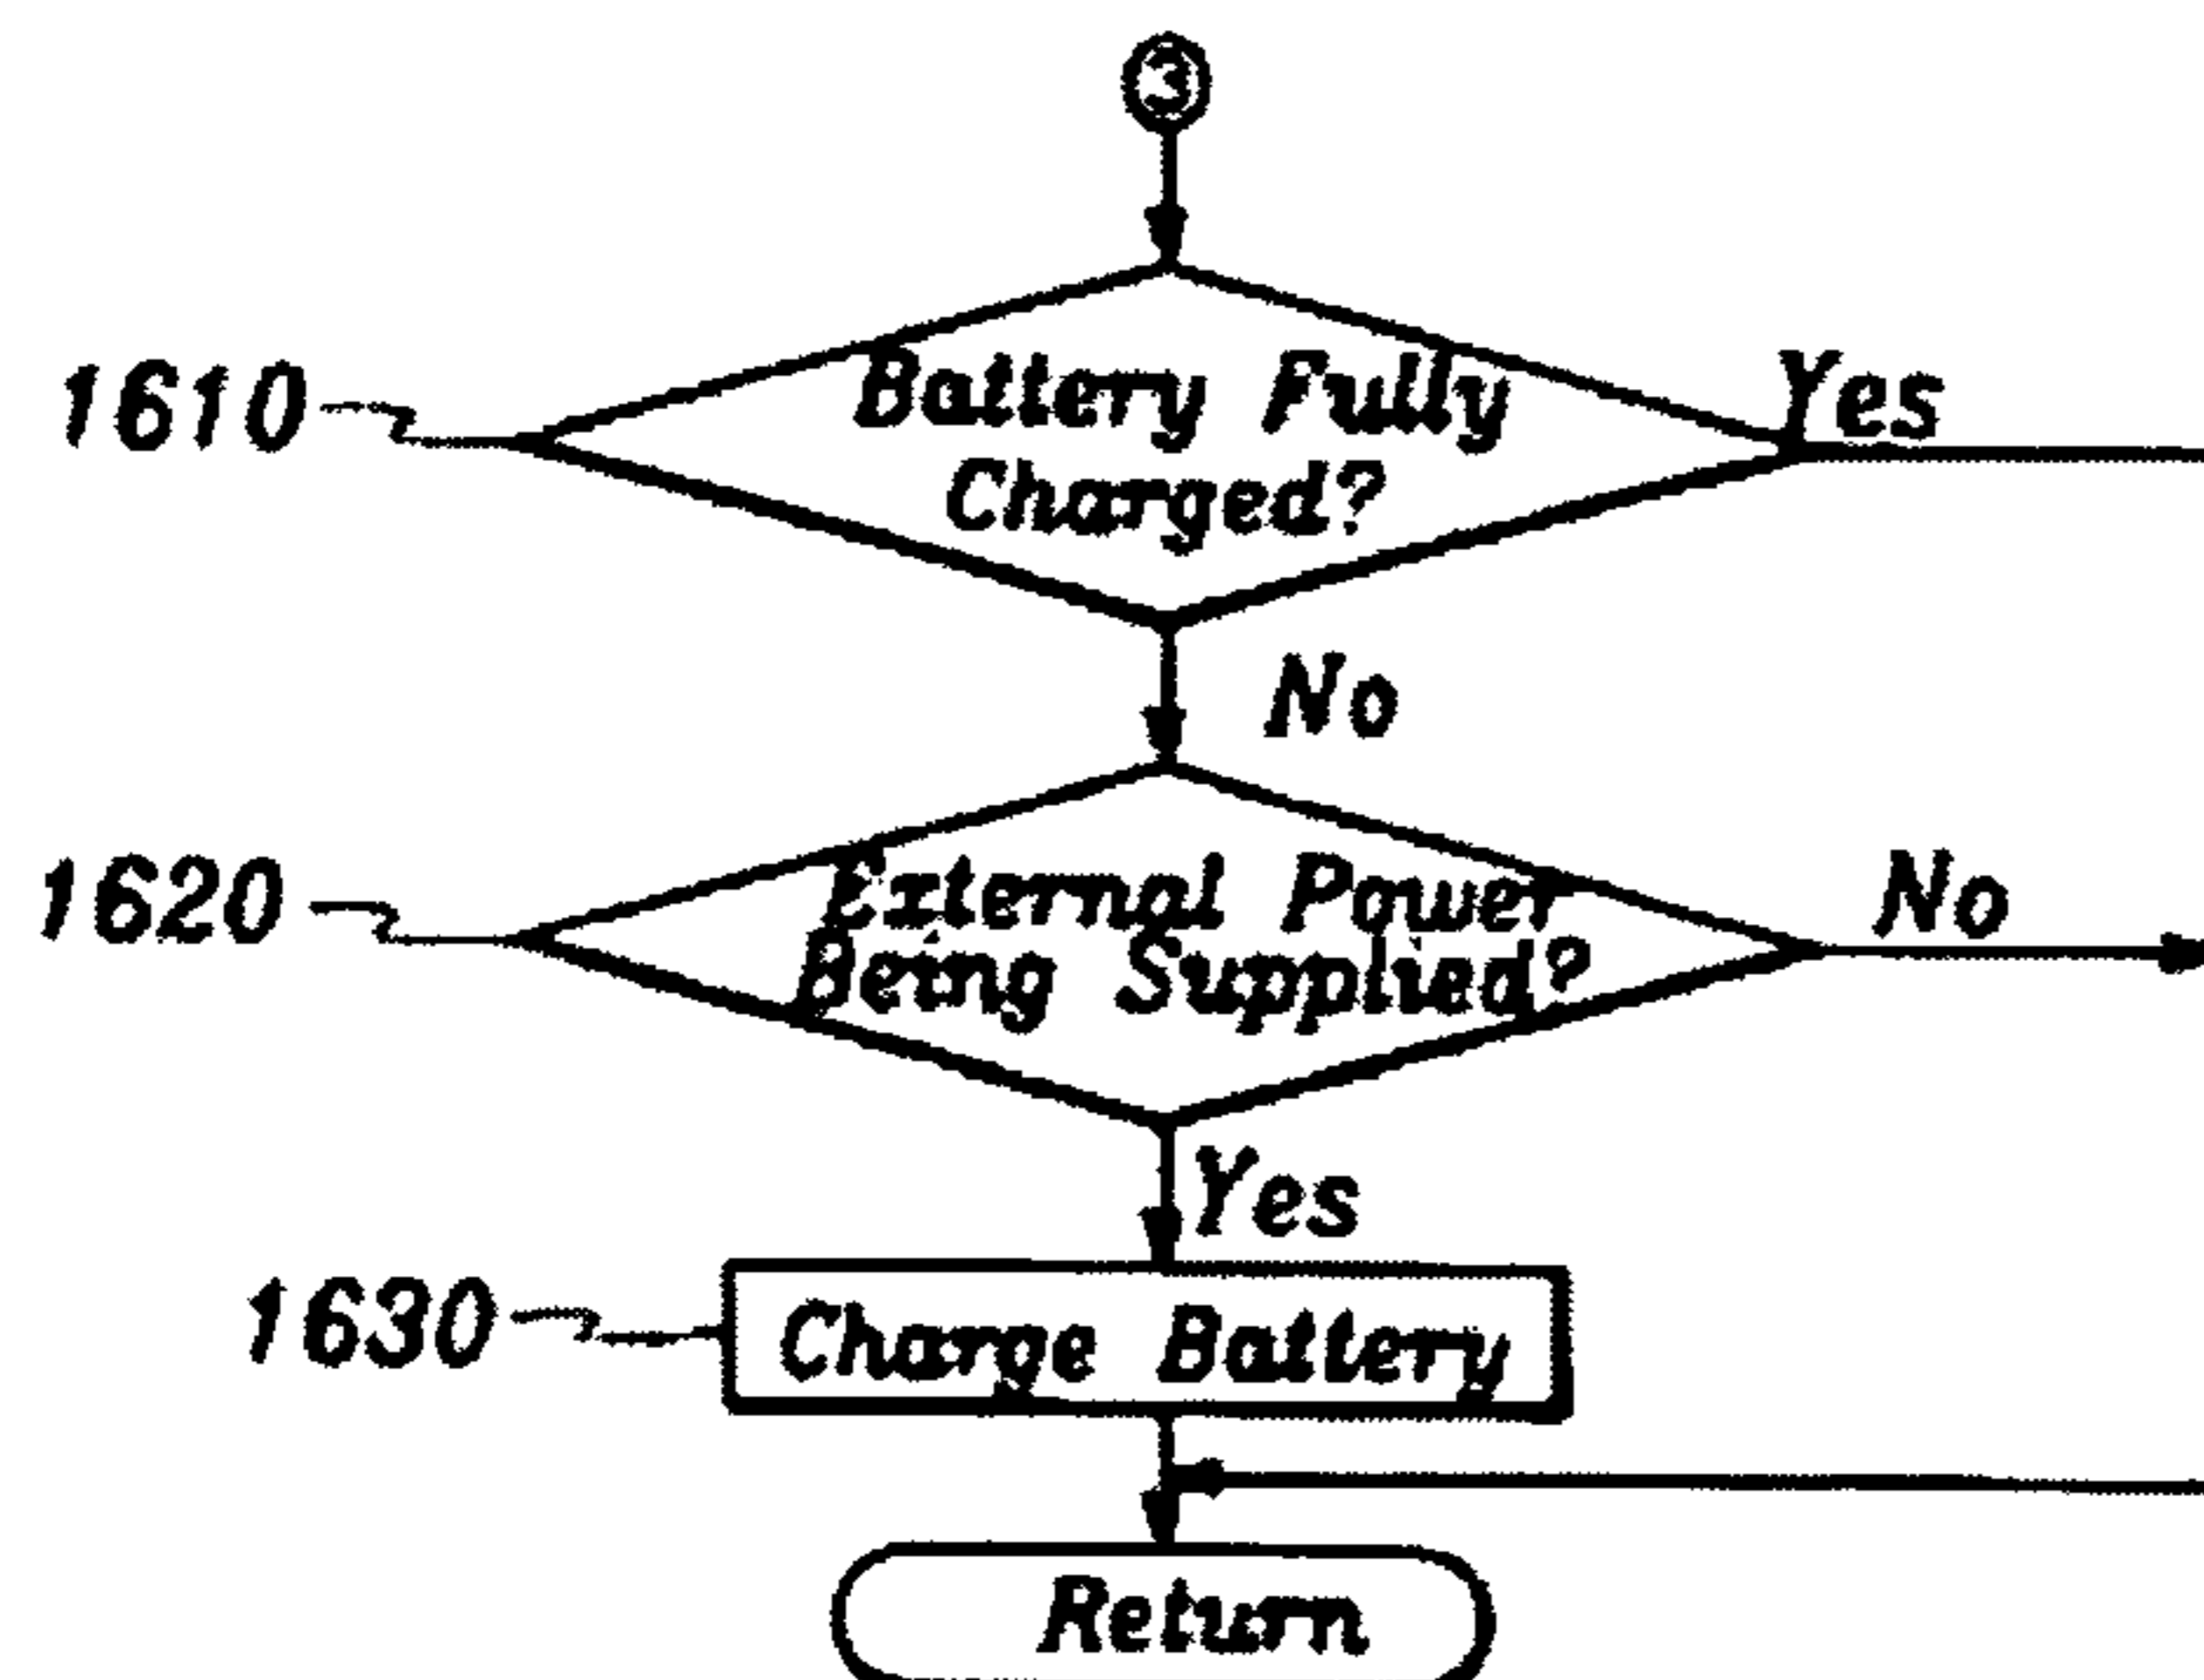 3
1610
Battery Fully
Charged?
Yes
No
1620
External Power
Being Supplied?
No
Yes
1630
Charge Battery
Return